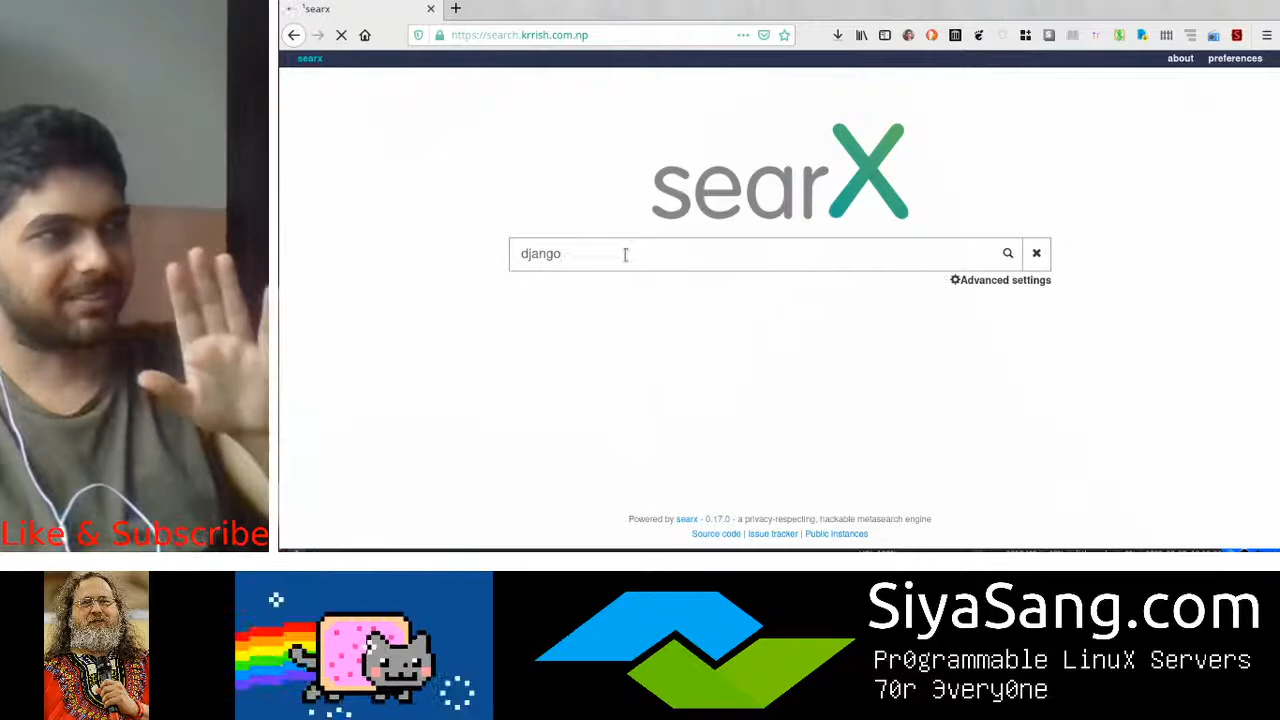 searx
https://search.krrish.com.np
searx
about
preferences
searX
django
Advanced settings
Like & Subscribe
Powered by searx - 0.17.0 - a privacy-respecting, hackable metasearch engine
Source code | Issue tracker | Public instances
SiyaSang.com
Pr0grammable LinuX Servers
70r 3very0ne